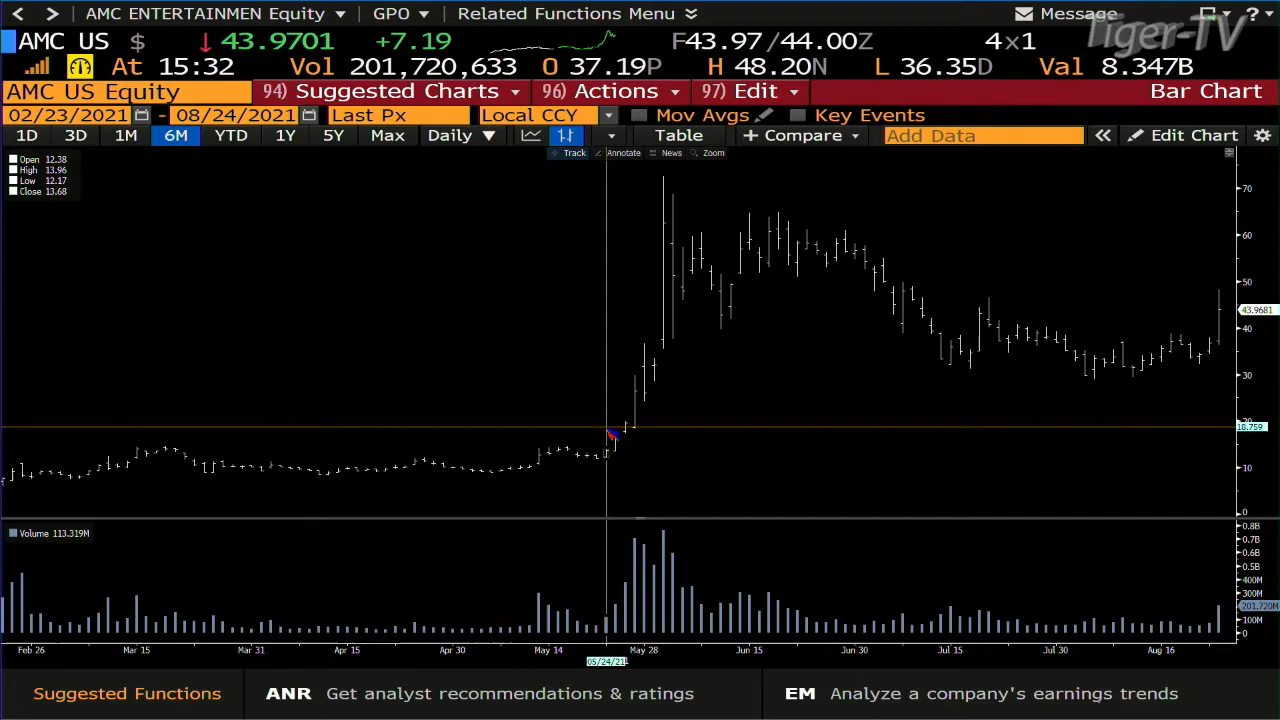 AMC ENTERTAINMEN Equity GPO Related Functions Menu Message ?
Tiger-TV
AMC US $ ↓ 43.9701 +7.19 F43.97/44.00Z 4×1
At 15:32 Vol 201,720,633 O 37.19P H 48.20N L 36.35D Val 8.347B
AMC US Equity 94) Suggested Charts 96) Actions 97) Edit Bar Chart
02/23/2021 - 08/24/2021 Last Px Local CCY Mov Avgs Key Events
1D 3D 1M 6M YTD 1Y 5Y Max Daily Table + Compare Add Data Edit Chart
Track Annotate News Zoom
Open 12.38
High 13.96
Low 12.17
Close 13.68
70
60
50
43.9681
40
30
20
18.759
10
0
Volume 113.319M
0.8B
0.7B
0.6B
0.5B
400M
300M
201.720M
100M
0
Feb 26 Mar 15 Mar 31 Apr 15 Apr 30 May 14 May 28 Jun 15 Jun 30 Jul 15 Jul 30 Aug 16
05/24/21
Suggested Functions ANR Get analyst recommendations & ratings EM Analyze a company's earnings trends